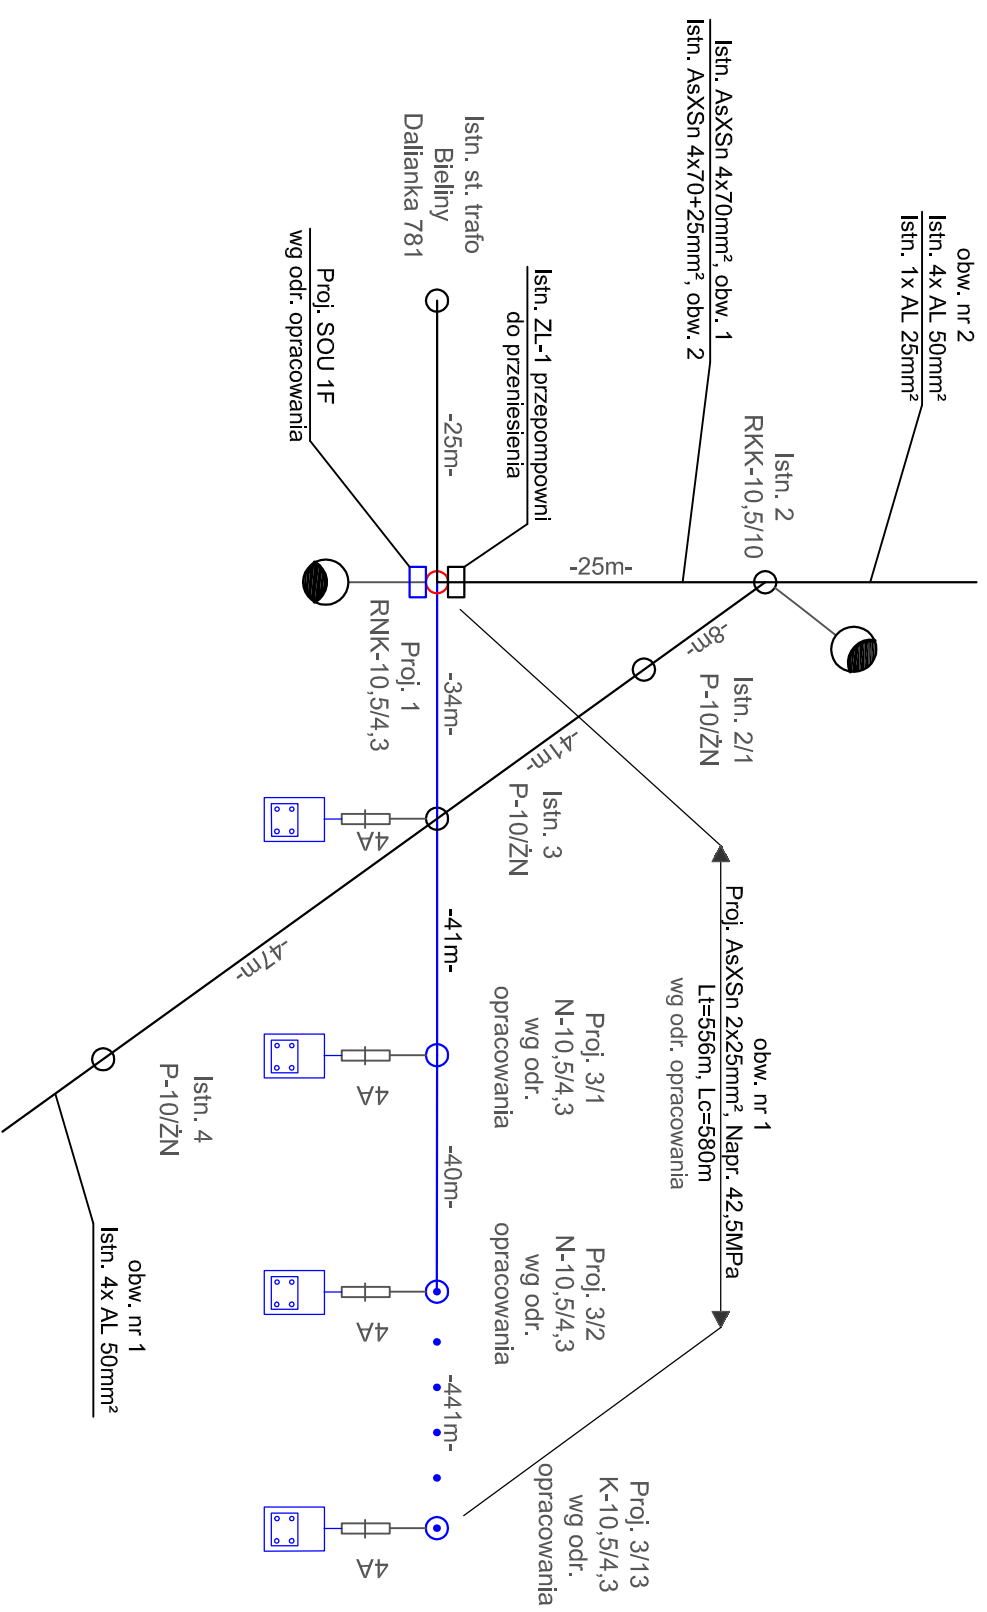 obw. nr 2
Istn. 4x AL 50mm²
Istn. 1x AL 25mm²
Istn. AsXSn 4x70mm², obw. 1
Istn. AsXSn 4x70+25mm², obw. 2
Istn. 2
RKK-10,5/10
-25m-
-8m-
Istn. 2/1
P-10/ŻN
-41m-
Istn. st. trafo
Bieliny
Dalianka 781
-25m-
Istn. ZL-1 przepompowni
do przeniesienia
Proj. SOU 1F
wg odr. opracowania
Proj. 1
RNK-10,5/4,3
-34m-
Istn. 3
P-10/ŻN
4A
-41m-
-47m-
Istn. 4
P-10/ŻN
obw. nr 1
Istn. 4x AL 50mm²
obw. nr 1
Proj. AsXSn 2x25mm², Napr. 42,5MPa
Lt=556m, Lc=580m
wg odr. opracowania
Proj. 3/1
N-10,5/4,3
wg odr.
opracowania
4A
-40m-
Proj. 3/2
N-10,5/4,3
wg odr.
opracowania
4A
-441m-
Proj. 3/13
K-10,5/4,3
wg odr.
opracowania
4A